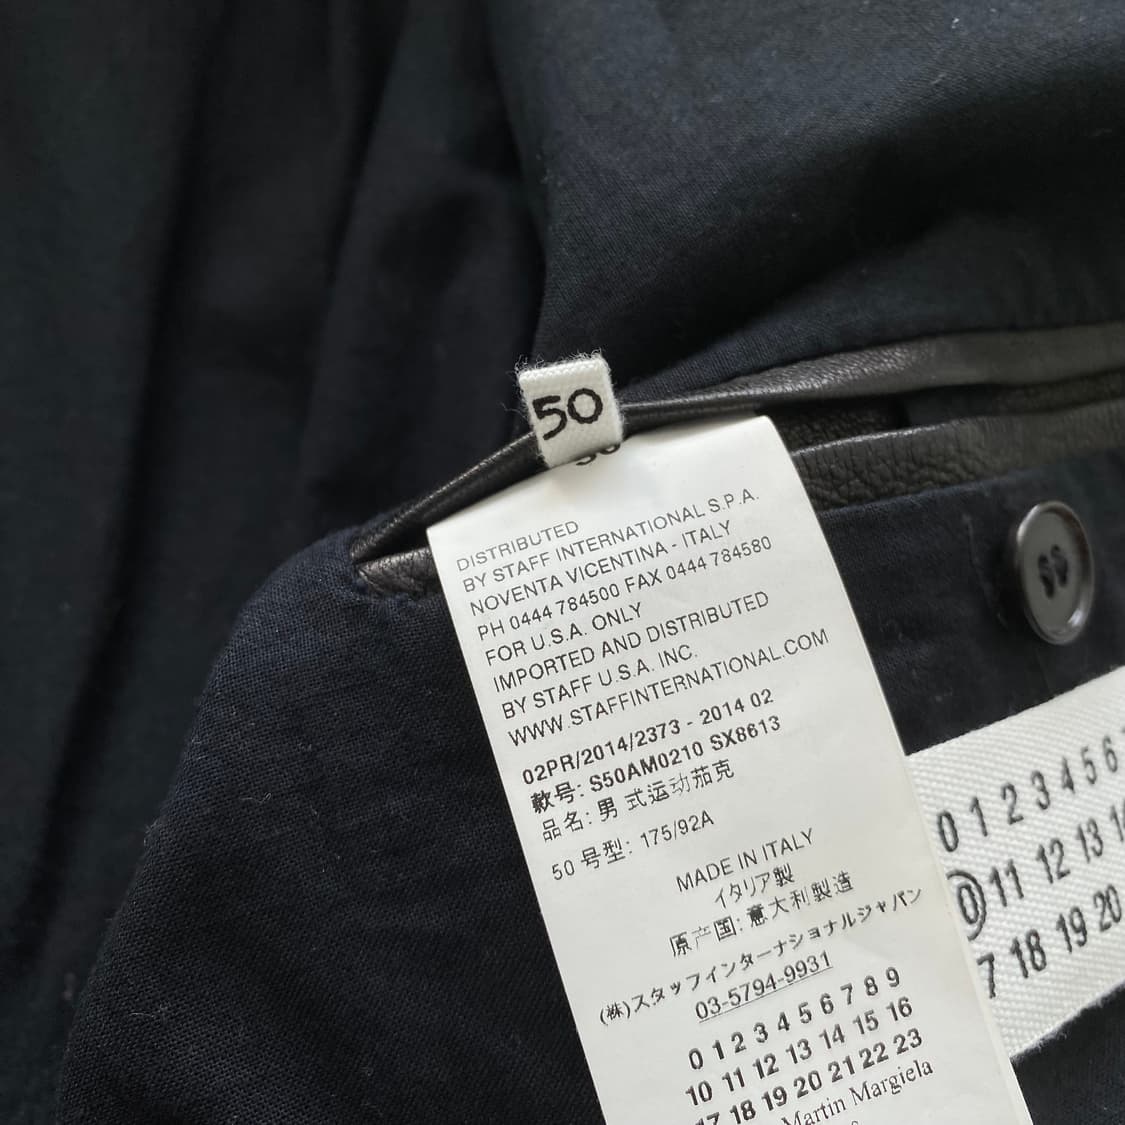 50
DISTRIBUTED
BY STAFF INTERNATIONAL S.P.A.
NOVENTA VICENTINA - ITALY
PH 0444 784500 FAX 0444 784580
FOR U.S.A. ONLY
IMPORTED AND DISTRIBUTED
BY STAFF U.S.A. INC.
WWW.STAFFINTERNATIONAL.COM
02PR/2014/2373 - 2014 02
款号: S50AM0210 SX8613
品名: 男 式运动茄克
50 号型: 175/92A
MADE IN ITALY
イタリア製
原产国: 意大利製造
(株)スタッフインターナショナルジャパン
03-5794-9931
0 1 2 3 4 5 6 7 8 9
10 11 12 13 14 15 16
17 18 19 20 21 22 23
Martin Margiela
0 1 2 3 4 5 6
0 11 12 13
7 18 19 20